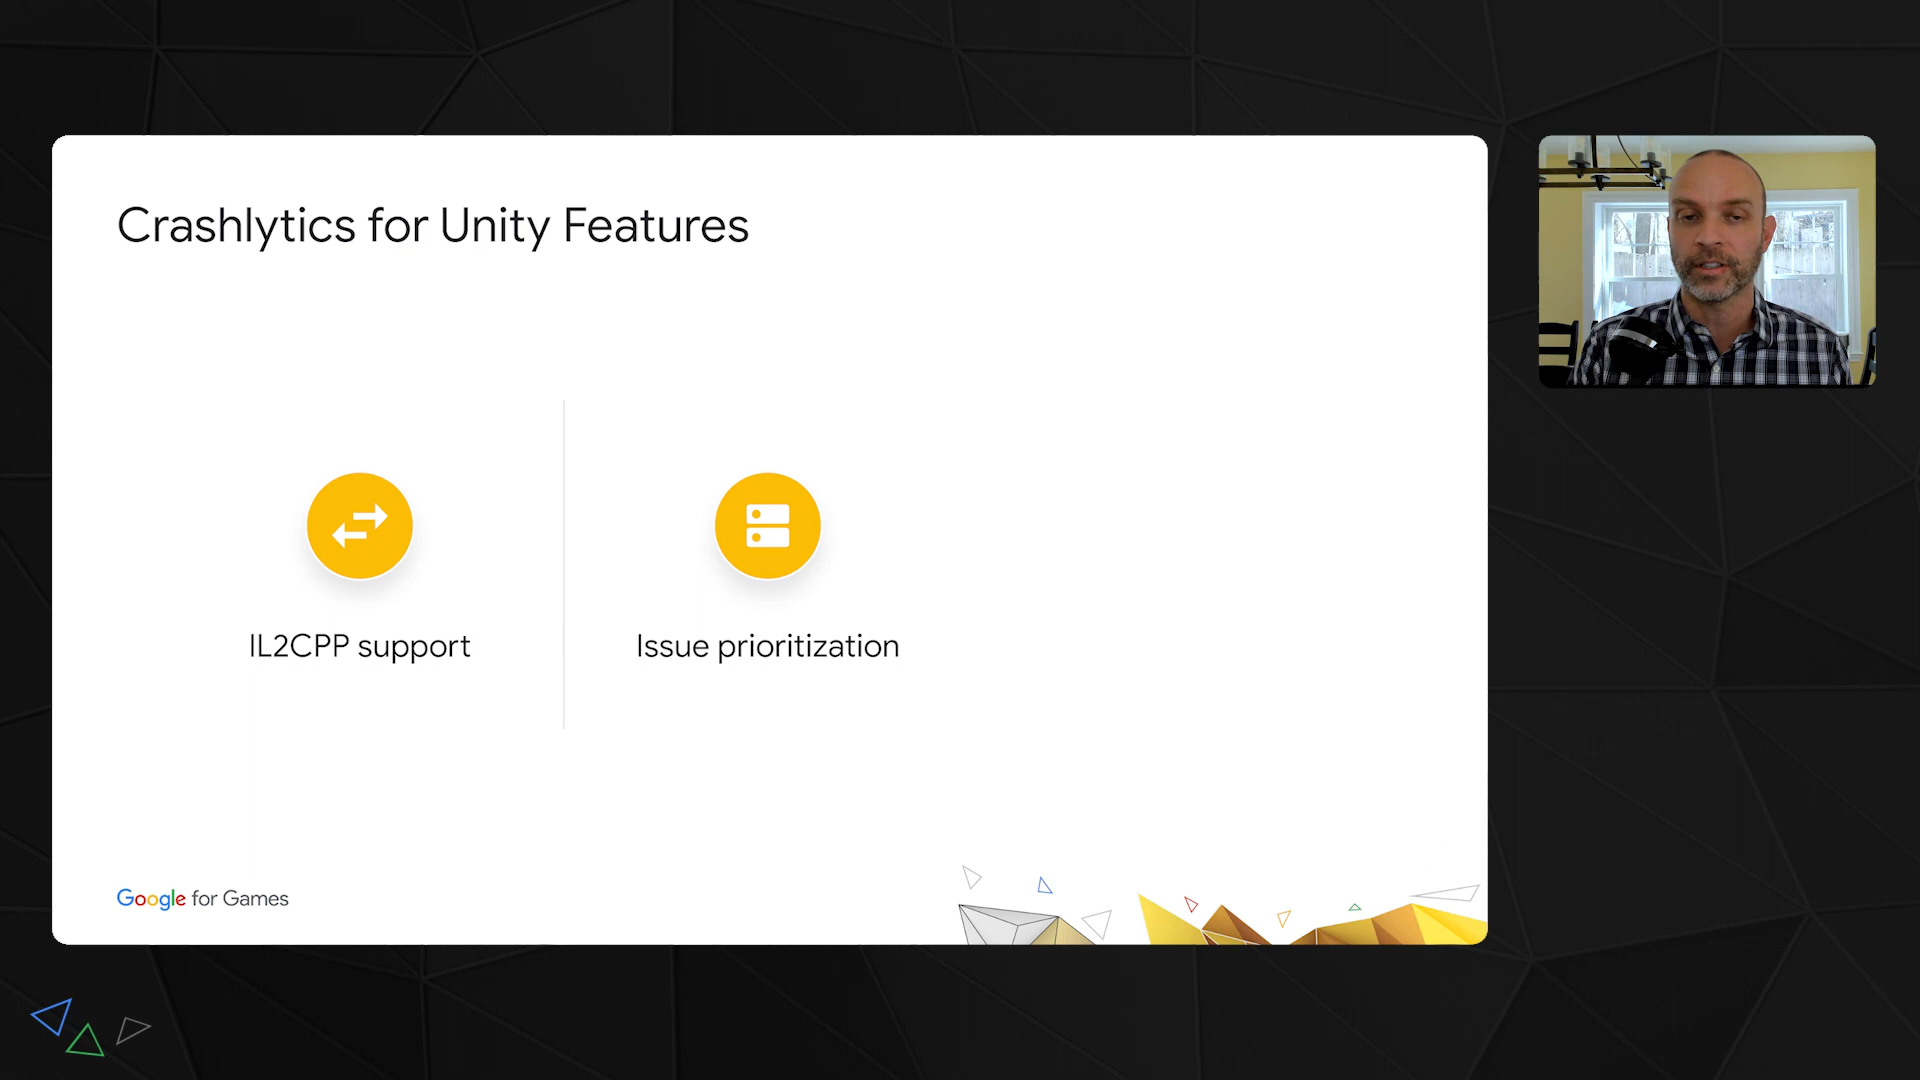 Crashlytics for Unity Features
IL2CPP support
Issue prioritization
Google for Games